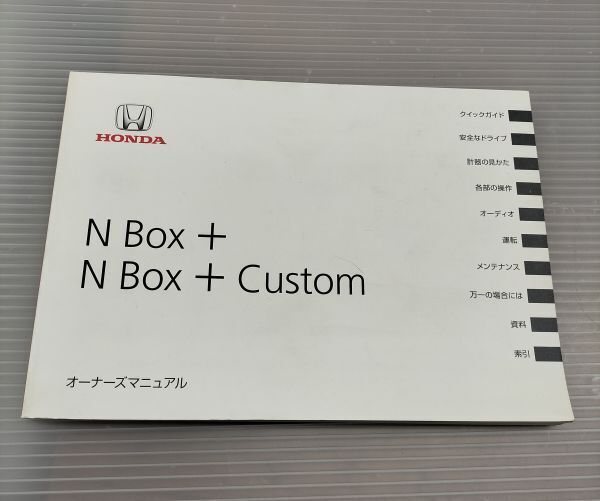 HONDA
N Box +
N Box + Custom
オーナーズマニュアル
クイックガイド
安全なドライブ
計器の見かた
各部の操作
オーディオ
運転
メンテナンス
万一の場合には
資料
索引